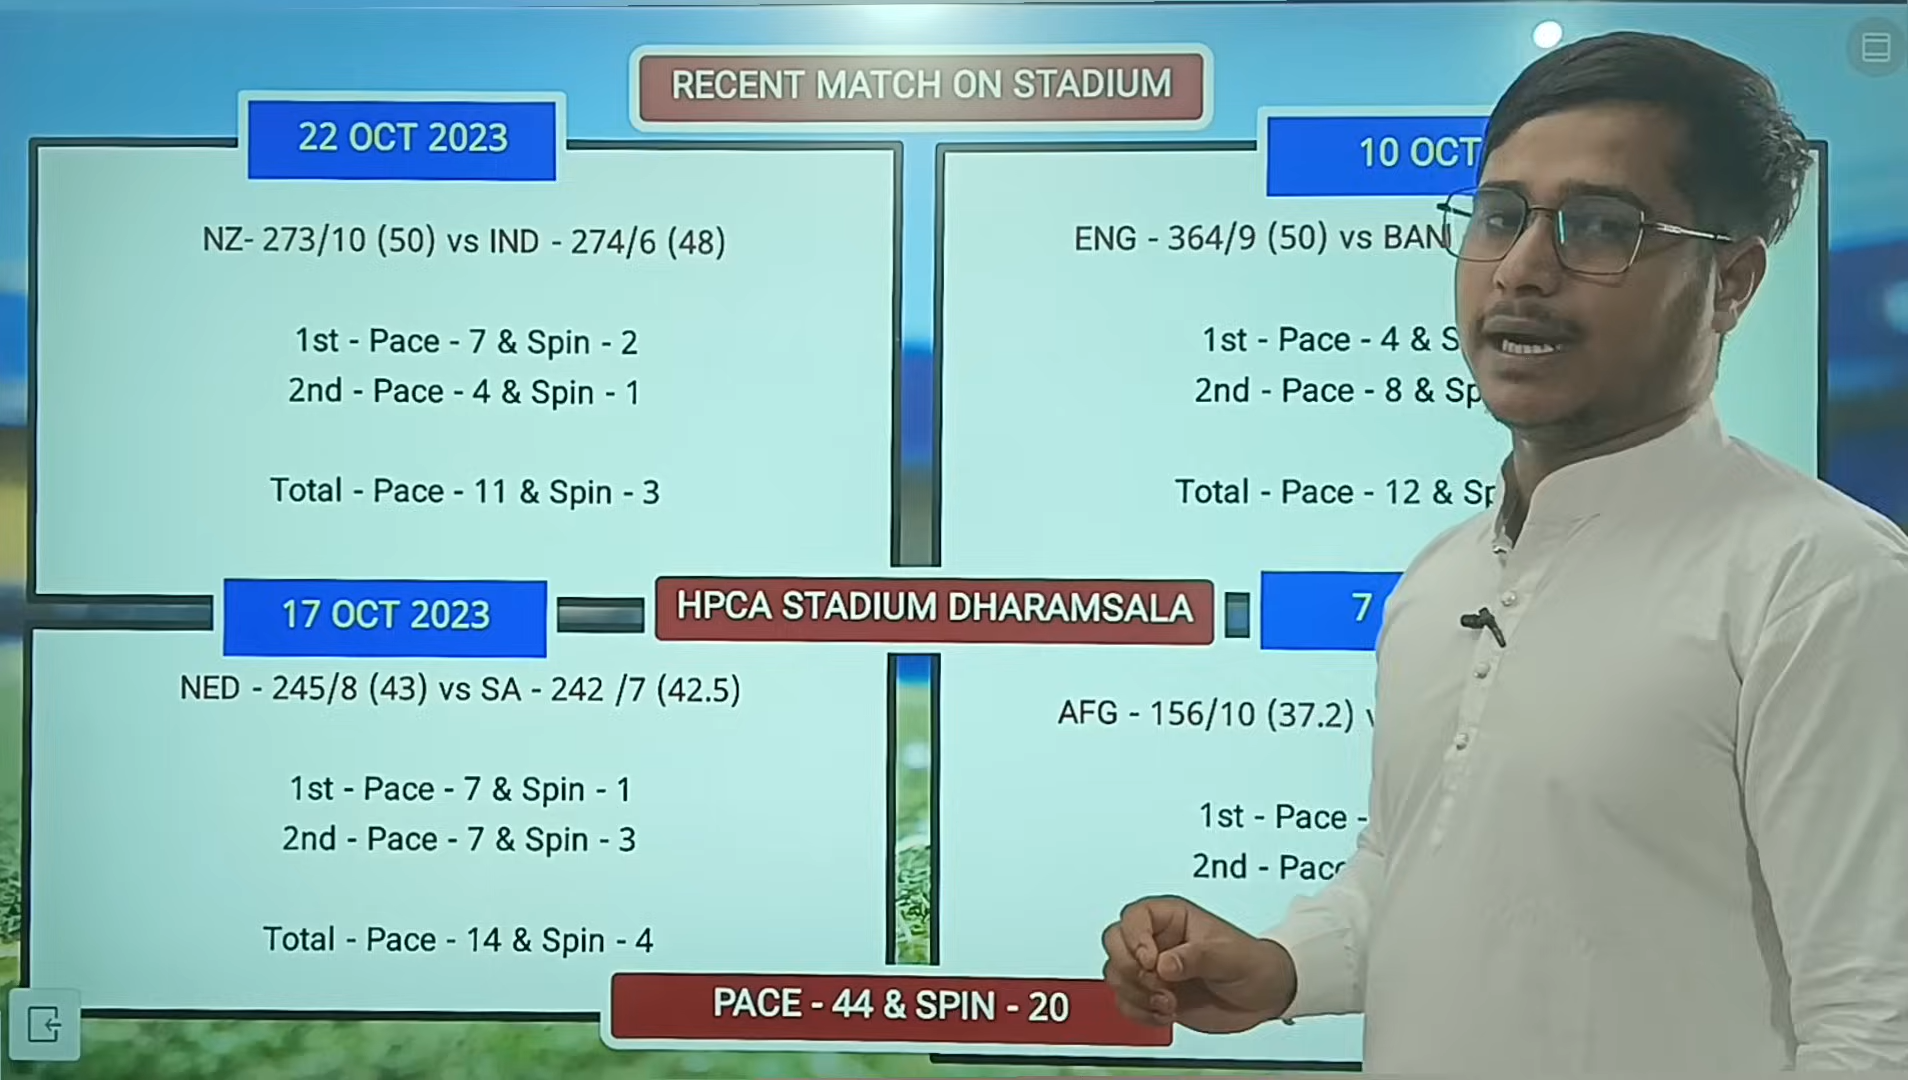 RECENT MATCH ON STADIUM
22 OCT 2023
NZ- 273/10 (50) vs IND - 274/6 (48)
1st - Pace - 7 & Spin - 2
2nd - Pace - 4 & Spin - 1
Total - Pace - 11 & Spin - 3
10 OCT
ENG - 364/9 (50) vs BAN
1st - Pace - 4 &
2nd - Pace - 8 &
Total - Pace - 12 &
HPCA STADIUM DHARAMSALA
17 OCT 2023
NED - 245/8 (43) vs SA - 242 /7 (42.5)
1st - Pace - 7 & Spin - 1
2nd - Pace - 7 & Spin - 3
Total - Pace - 14 & Spin - 4
7
AFG - 156/10 (37.2)
1st - Pace -
2nd -
PACE - 44 & SPIN - 20